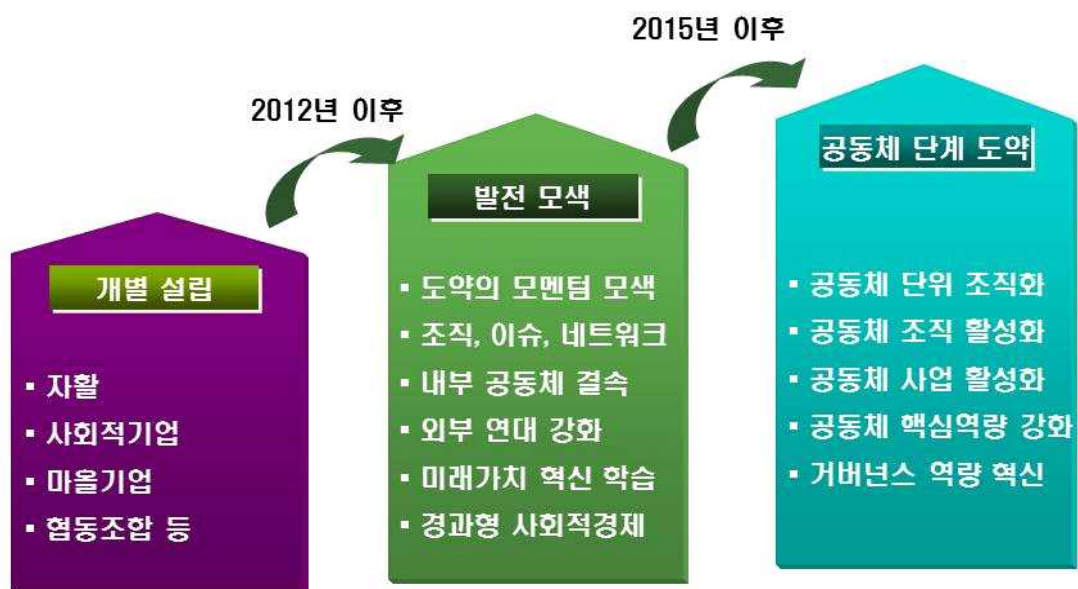 2015년 이후
2012년 이후
개별 설립
▪ 자활
▪ 사회적기업
▪ 마을기업
▪ 협동조합 등
발전 모색
▪ 도약의 모멘텀 모색
▪ 조직, 이슈, 네트워크
▪ 내부 공동체 결속
▪ 외부 연대 강화
▪ 미래가치 혁신 학습
▪ 경과형 사회적경제
공동체 단계 도약
▪ 공동체 단위 조직화
▪ 공동체 조직 활성화
▪ 공동체 사업 활성화
▪ 공동체 핵심역량 강화
▪ 거버넌스 역량 혁신